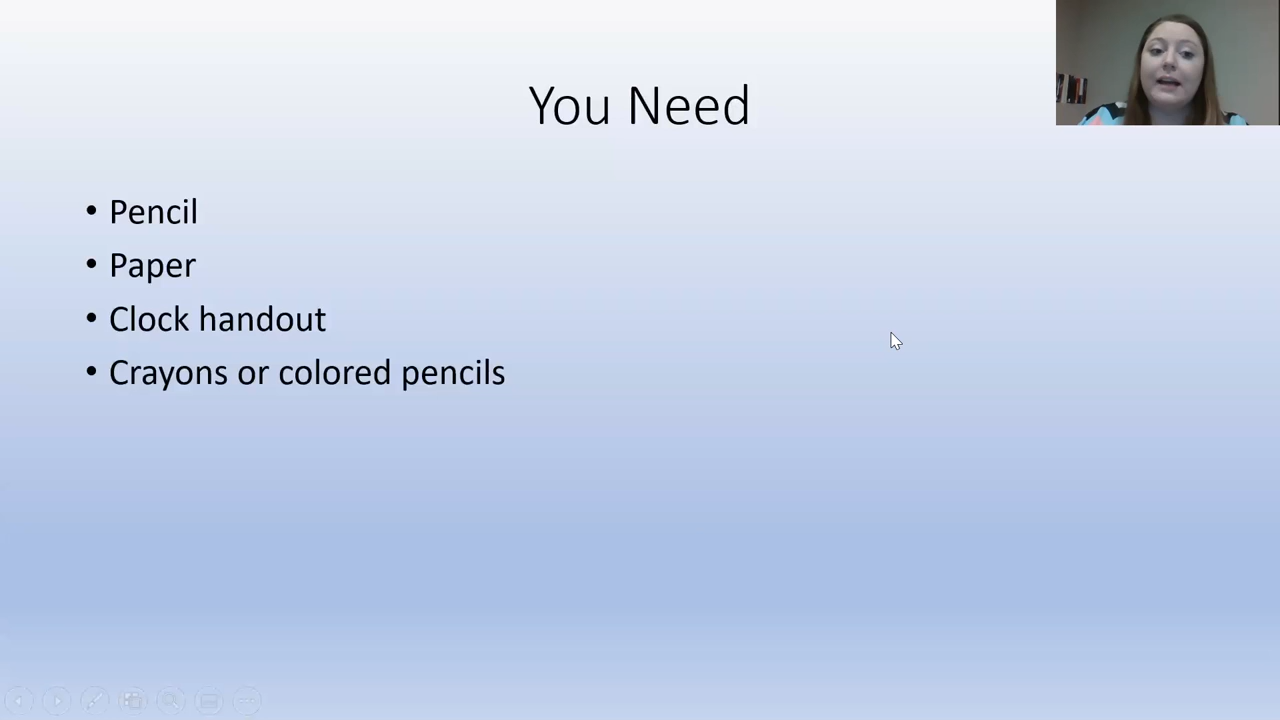 You Need
• Pencil
• Paper
• Clock handout
• Crayons or colored pencils